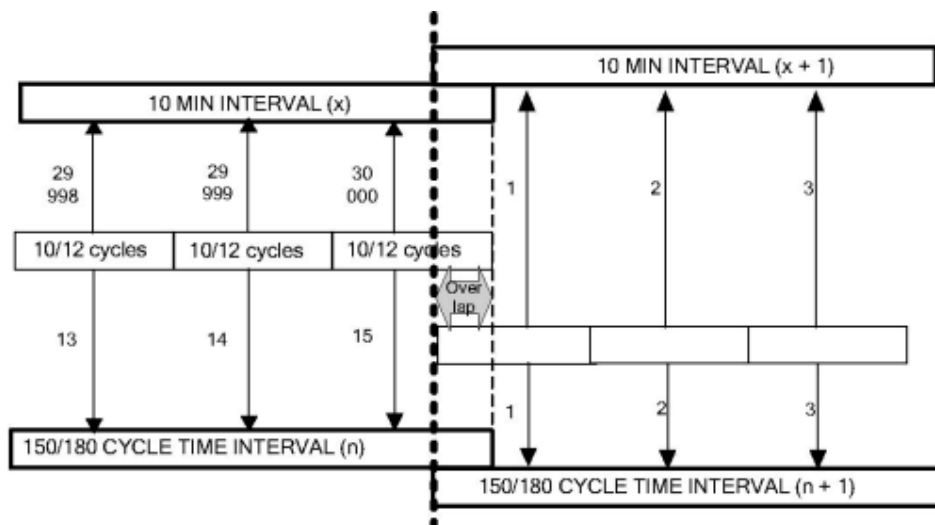 10 MIN INTERVAL (x + 1)
10 MIN INTERVAL (x)
29
998
29
999
30
000
1
2
3
10/12 cycles
10/12 cycles
10/12 cycles
Over
lap
13
14
15
1
2
3
150/180 CYCLE TIME INTERVAL (n)
150/180 CYCLE TIME INTERVAL (n + 1)